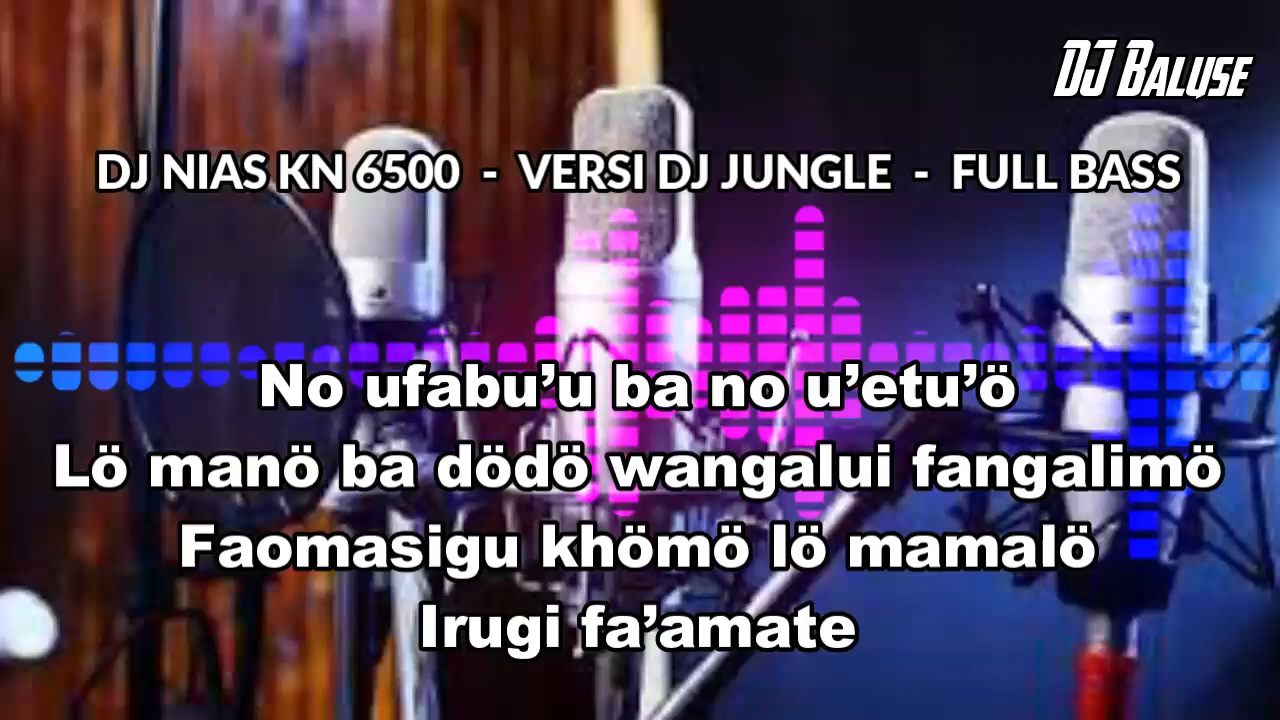 DJ BALUSE
DJ NIAS KN 6500 - VERSI DJ JUNGLE - FULL BASS
No ufabu’u ba no u’etu’ö
Lö manö ba dödö wangalui fangalimö
Faomasigu khömö lö mamalö
Irugi fa’amate